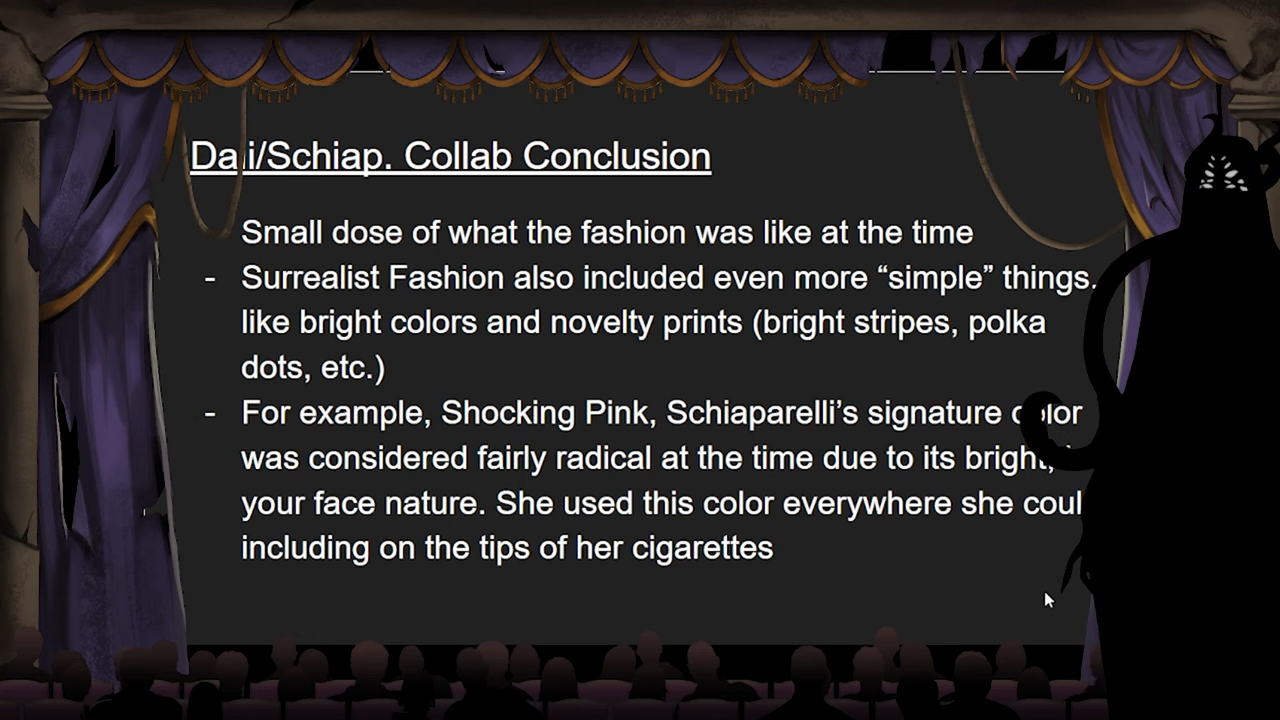 Dali/Schiap. Collab Conclusion
Small dose of what the fashion was like at the time
- Surrealist Fashion also included even more “simple” things.
like bright colors and novelty prints (bright stripes, polka
dots, etc.)
- For example, Shocking Pink, Schiaparelli’s signature color
was considered fairly radical at the time due to its bright,
your face nature. She used this color everywhere she coul
including on the tips of her cigarettes